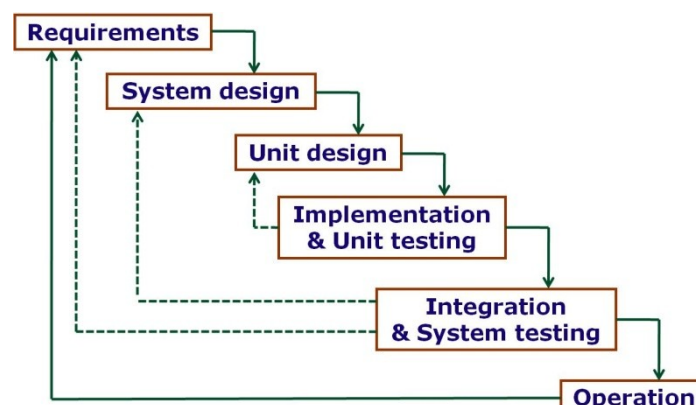 Requirements
System design
Unit design
Implementation
& Unit testing
Integration
& System testing
Operation